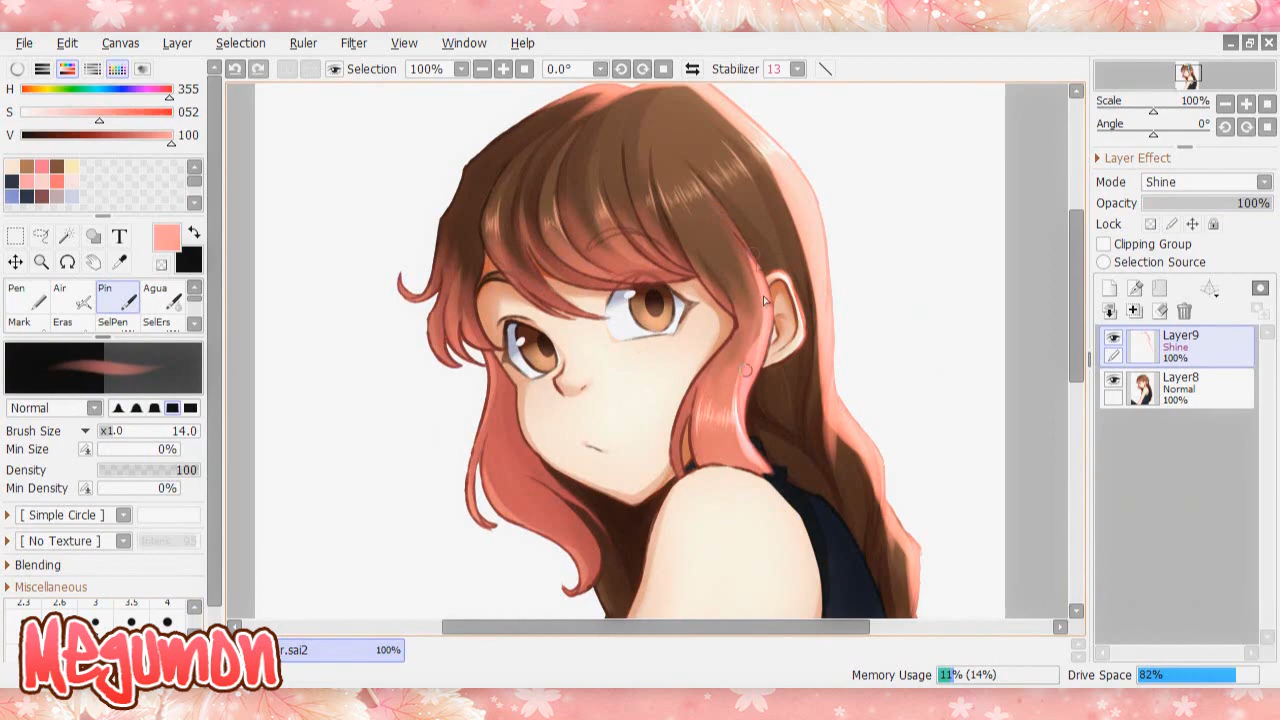 File Edit Canvas Layer Selection Ruler Filter View Window Help
Selection 100% 0.0° Stabilizer 13
H 355
S 052
V 100
T
Pen Air Pin Agua
Mark Eras SelPen SelErs
Normal
Brush Size x1.0 14.0
Min Size 0%
Density 100
Min Density 0%
[ Simple Circle ]
[ No Texture ] 95
Blending
Miscellaneous
2.3 2.6 3 3.5 4
Megumon
r.sai2 100%
Scale 100%
Angle 0°
Layer Effect
Mode Shine
Opacity 100%
Lock
Clipping Group
Selection Source
Layer9
Shine
100%
Layer8
Normal
100%
Memory Usage 11% (14%) Drive Space 82%